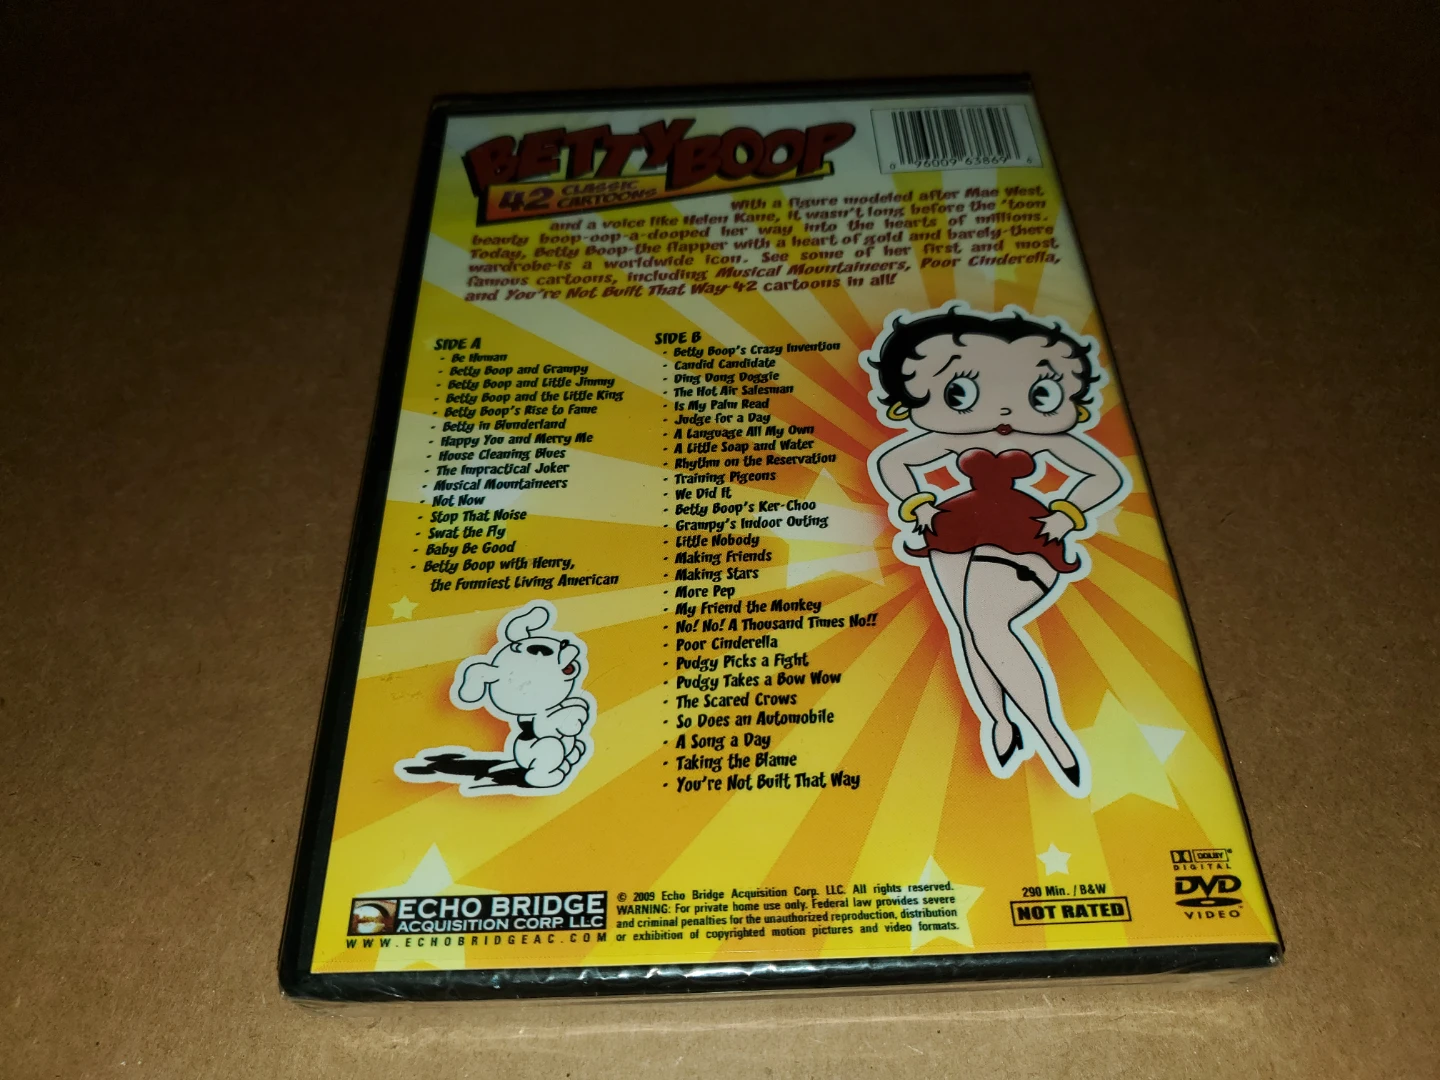 BETTY BOOP
42 CLASSIC
CARTOONS
0 96009 63869 6
With a figure modeled after Mae West
and a voice like Helen Kane, it wasn't long before the 'toon
beauty boop-oop-a-dooped her way into the hearts of millions.
Today, Betty Boop-the flapper with a heart of gold and barely-there
wardrobe-is a worldwide icon. See some of her first and most
famous cartoons, including Musical Mountaineers, Poor Cinderella,
and You're Not Built That Way-42 cartoons in all!
SIDE A
· Be Human
· Betty Boop and Grampy
· Betty Boop and Little Jimmy
· Betty Boop and the Little King
· Betty Boop's Rise to Fame
· Betty in Blunderland
· Happy You and Merry Me
· House Cleaning Blues
· The Impractical Joker
· Musical Mountaineers
· Not Now
· Stop That Noise
· Swat the Fly
· Baby Be Good
· Betty Boop with Henry,
the Funniest Living American
SIDE B
· Betty Boop's Crazy Invention
· Candid Candidate
· Ding Dong Doggie
· The Hot Air Salesman
· Is My Palm Read
· Judge for a Day
· A Language All My Own
· A Little Soap and Water
· Rhythm on the Reservation
· Training Pigeons
· We Did It
· Betty Boop's Ker-Choo
· Grampy's Indoor Outing
· Little Nobody
· Making Friends
· Making Stars
· More Pep
· My Friend the Monkey
· No! No! A Thousand Times No!!
· Poor Cinderella
· Pudgy Picks a Fight
· Pudgy Takes a Bow Wow
· The Scared Crows
· So Does an Automobile
· A Song a Day
· Taking the Blame
· You're Not Built That Way
ECHO BRIDGE
ACQUISITION CORP. LLC
WWW.ECHOBRIDGEAC.COM
© 2009 Echo Bridge Acquisition Corp. LLC. All rights reserved.
WARNING: For private home use only. Federal law provides severe
and criminal penalties for the unauthorized reproduction, distribution
or exhibition of copyrighted motion pictures and video formats.
290 Min. / B&W
NOT RATED
DOLBY
DIGITAL
DVD
VIDEO